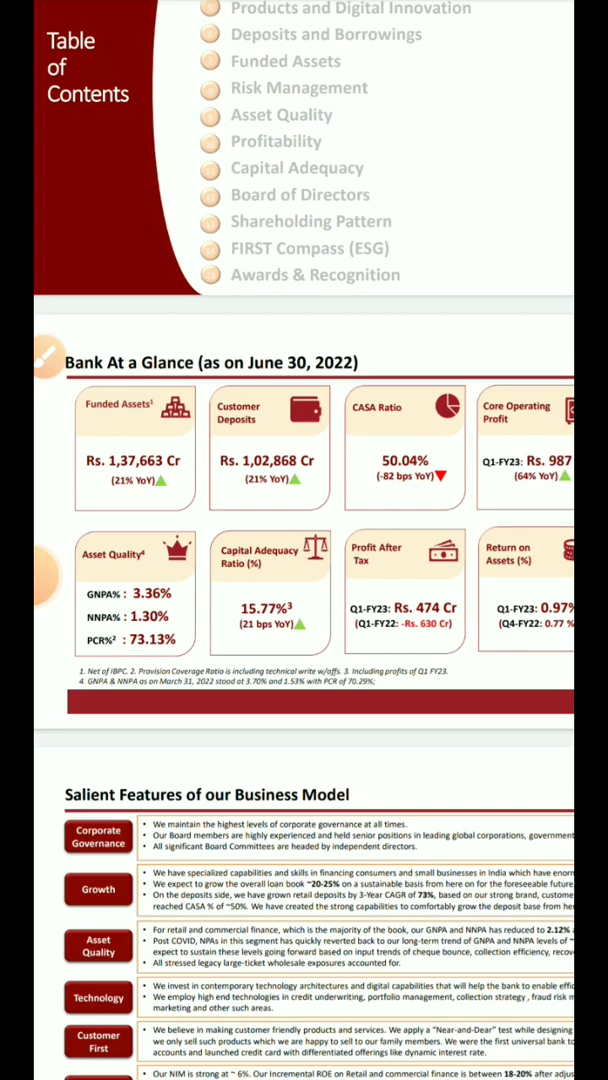 Table
of
Contents
Products and Digital Innovation
Deposits and Borrowings
Funded Assets
Risk Management
Asset Quality
Profitability
Capital Adequacy
Board of Directors
Shareholding Pattern
FIRST Compass (ESG)
Awards & Recognition
Bank At a Glance (as on June 30, 2022)
Funded Assets¹
Rs. 1,37,663 Cr
(21% YoY)
Customer
Deposits
Rs. 1,02,868 Cr
(21% YoY)
CASA Ratio
50.04%
(-82 bps YoY)
Core Operating
Profit
Q1-FY23: Rs. 987
(64% YoY)
Asset Quality⁴
GNPA% : 3.36%
NNPA% : 1.30%
PCR%² : 73.13%
Capital Adequacy
Ratio (%)
15.77%³
(21 bps YoY)
Profit After
Tax
Q1-FY23: Rs. 474 Cr
(Q1-FY22: -Rs. 630 Cr)
Return on
Assets (%)
Q1-FY23: 0.97%
(Q4-FY22: 0.77 %
1. Net of IBPC. 2. Provision Coverage Ratio is including technical write w/offs. 3. Including profits of Q1 FY23.
4. GNPA & NNPA as on March 31, 2022 stood at 3.70% and 1.53% with PCR of 70.29%;
Salient Features of our Business Model
Corporate
Governance
• We maintain the highest levels of corporate governance at all times.
• Our Board members are highly experienced and held senior positions in leading global corporations, government
• All significant Board Committees are headed by independent directors.
Growth
• We have specialized capabilities and skills in financing consumers and small businesses in India which have enorm
• We expect to grow the overall loan book ~20-25% on a sustainable basis from here on for the foreseeable future.
• On the deposits side, we have grown retail deposits by 3-Year CAGR of 73%, based on our strong brand, custome
reached CASA % of ~50%. We have created the strong capabilities to comfortably grow the deposit base from he
Asset
Quality
• For retail and commercial finance, which is the majority of the book, our GNPA and NNPA has reduced to 2.12%
• Post COVID, NPAs in this segment has quickly reverted back to our long-term trend of GNPA and NNPA levels of ~
expect to sustain these levels going forward based on input trends of cheque bounce, collection efficiency, recov
• All stressed legacy large-ticket wholesale exposures accounted for.
Technology
• We invest in contemporary technology architectures and digital capabilities that will help the bank to enable effic
• We employ high end technologies in credit underwriting, portfolio management, collection strategy , fraud risk m
marketing and other such areas.
Customer
First
• We believe in making customer friendly products and services. We apply a "Near-and-Dear" test while designing
we only sell such products which we are happy to sell to our family members. We were the first universal bank to
accounts and launched credit card with differentiated offerings like dynamic interest rate.
• Our NIM is strong at ~ 6%. Our Incremental ROE on Retail and commercial finance is between 18-20% after adjus